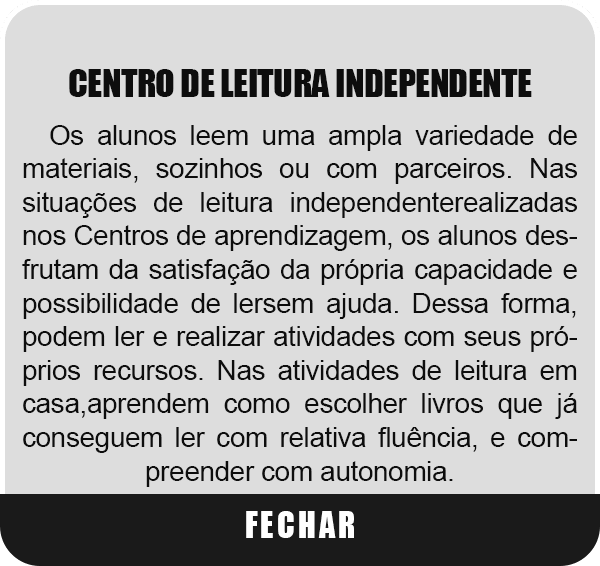 CENTRO DE LEITURA INDEPENDENTE
Os alunos leem uma ampla variedade de
materiais, sozinhos ou com parceiros. Nas
situações de leitura independenterealizadas
nos Centros de aprendizagem, os alunos des-
frutam da satisfação da própria capacidade e
possibilidade de lersem ajuda. Dessa forma,
podem ler e realizar atividades com seus pró-
prios recursos. Nas atividades de leitura em
casa,aprendem como escolher livros que já
conseguem ler com relativa fluência, e com-
preender com autonomia.
FECHAR